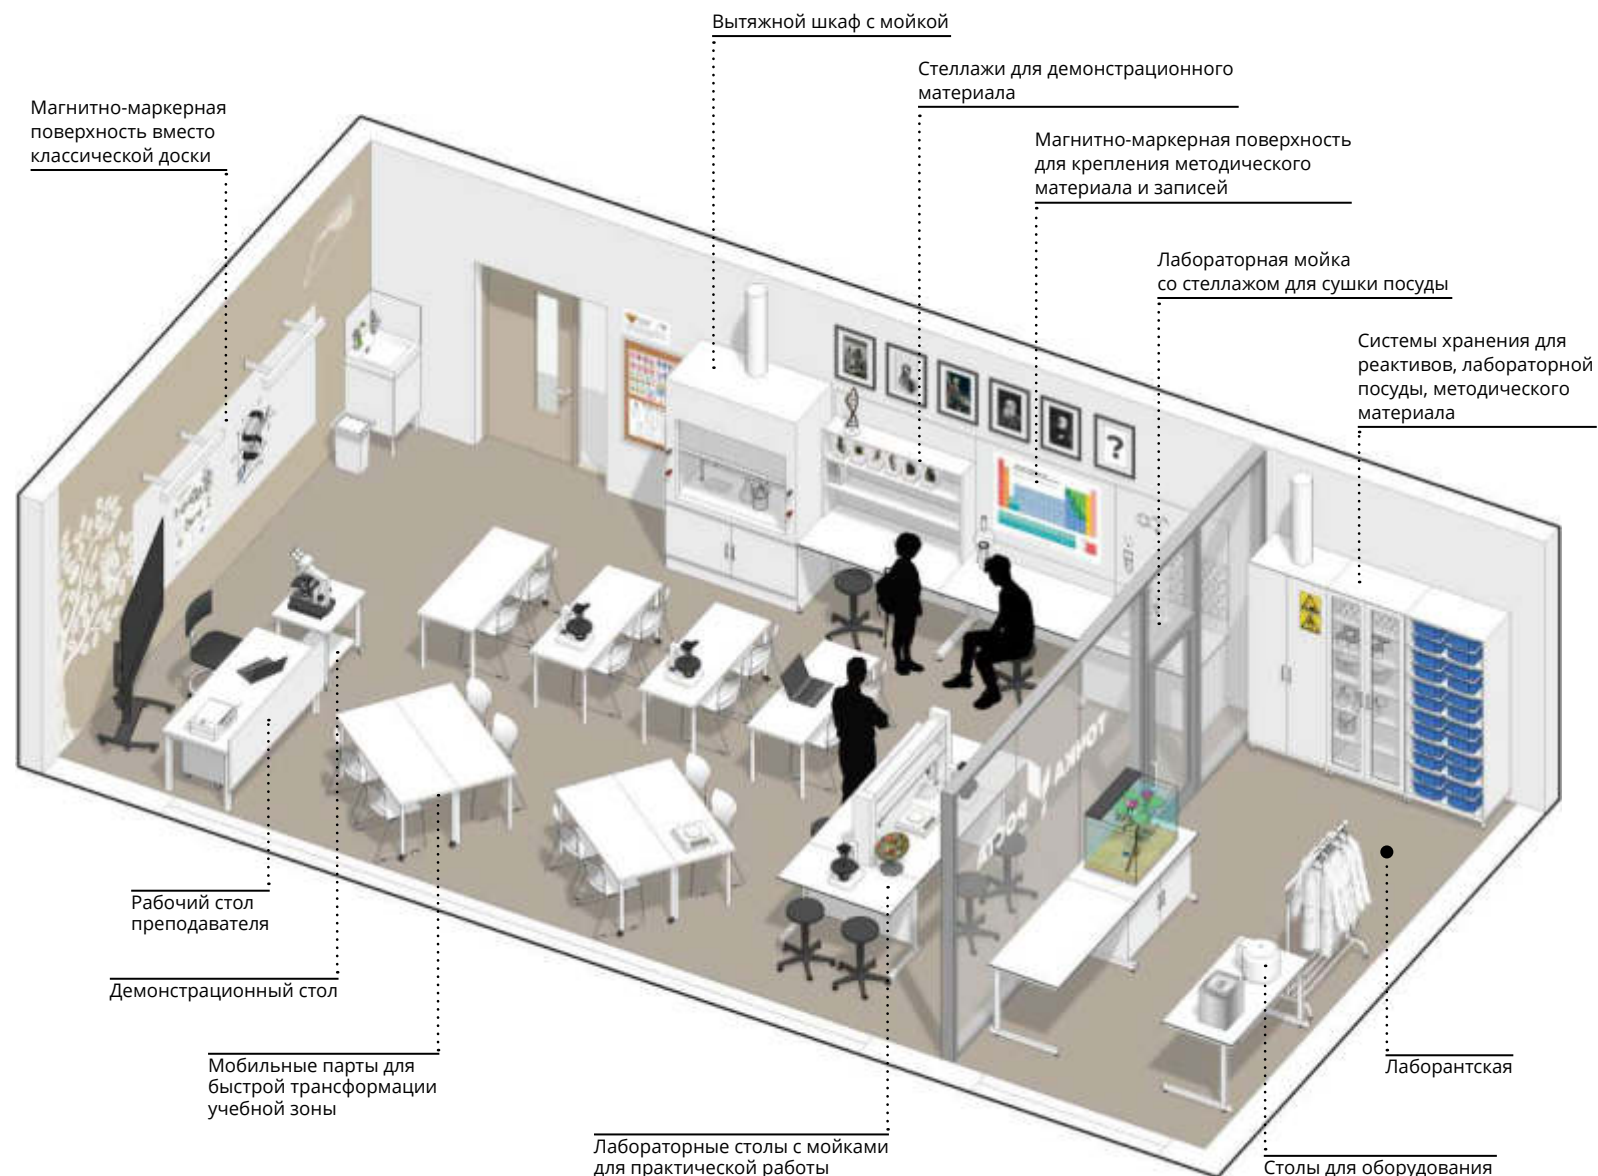 Вытяжной шкаф с мойкой
Стеллажи для демонстрационного
материала
Магнитно-маркерная
поверхность вместо
классической доски
Магнитно-маркерная поверхность
для крепления методического
материала и записей
Лабораторная мойка
со стеллажом для сушки посуды
Системы хранения для
реактивов, лабораторной
посуды, методического
материала
?
ТОЧКА
РОСТА
Рабочий стол
преподавателя
Демонстрационный стол
Мобильные парты для
быстрой трансформации
учебной зоны
Лабораторные столы с мойками
для практической работы
Лаборантская
Столы для оборудования